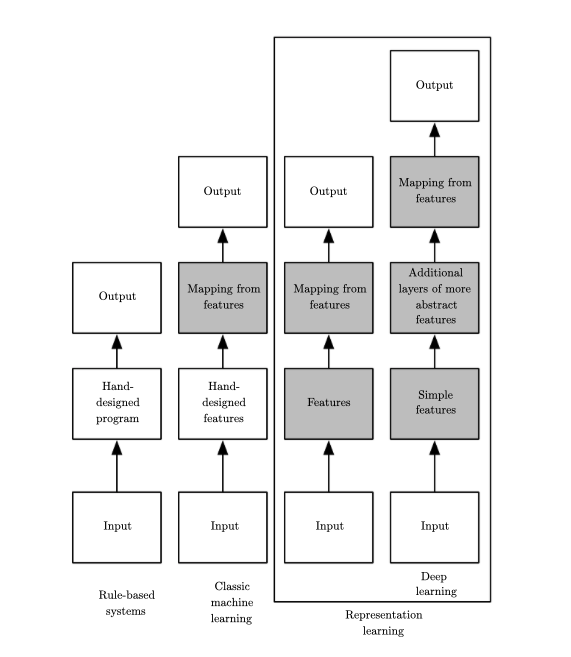 Output
Output
Output
Mapping from
features
Output
Mapping from
features
Mapping from
features
Additional
layers of more
abstract
features
Hand-
designed
program
Hand-
designed
features
Features
Simple
features
Input
Input
Input
Input
Rule-based
systems
Classic
machine
learning
Deep
learning
Representation
learning